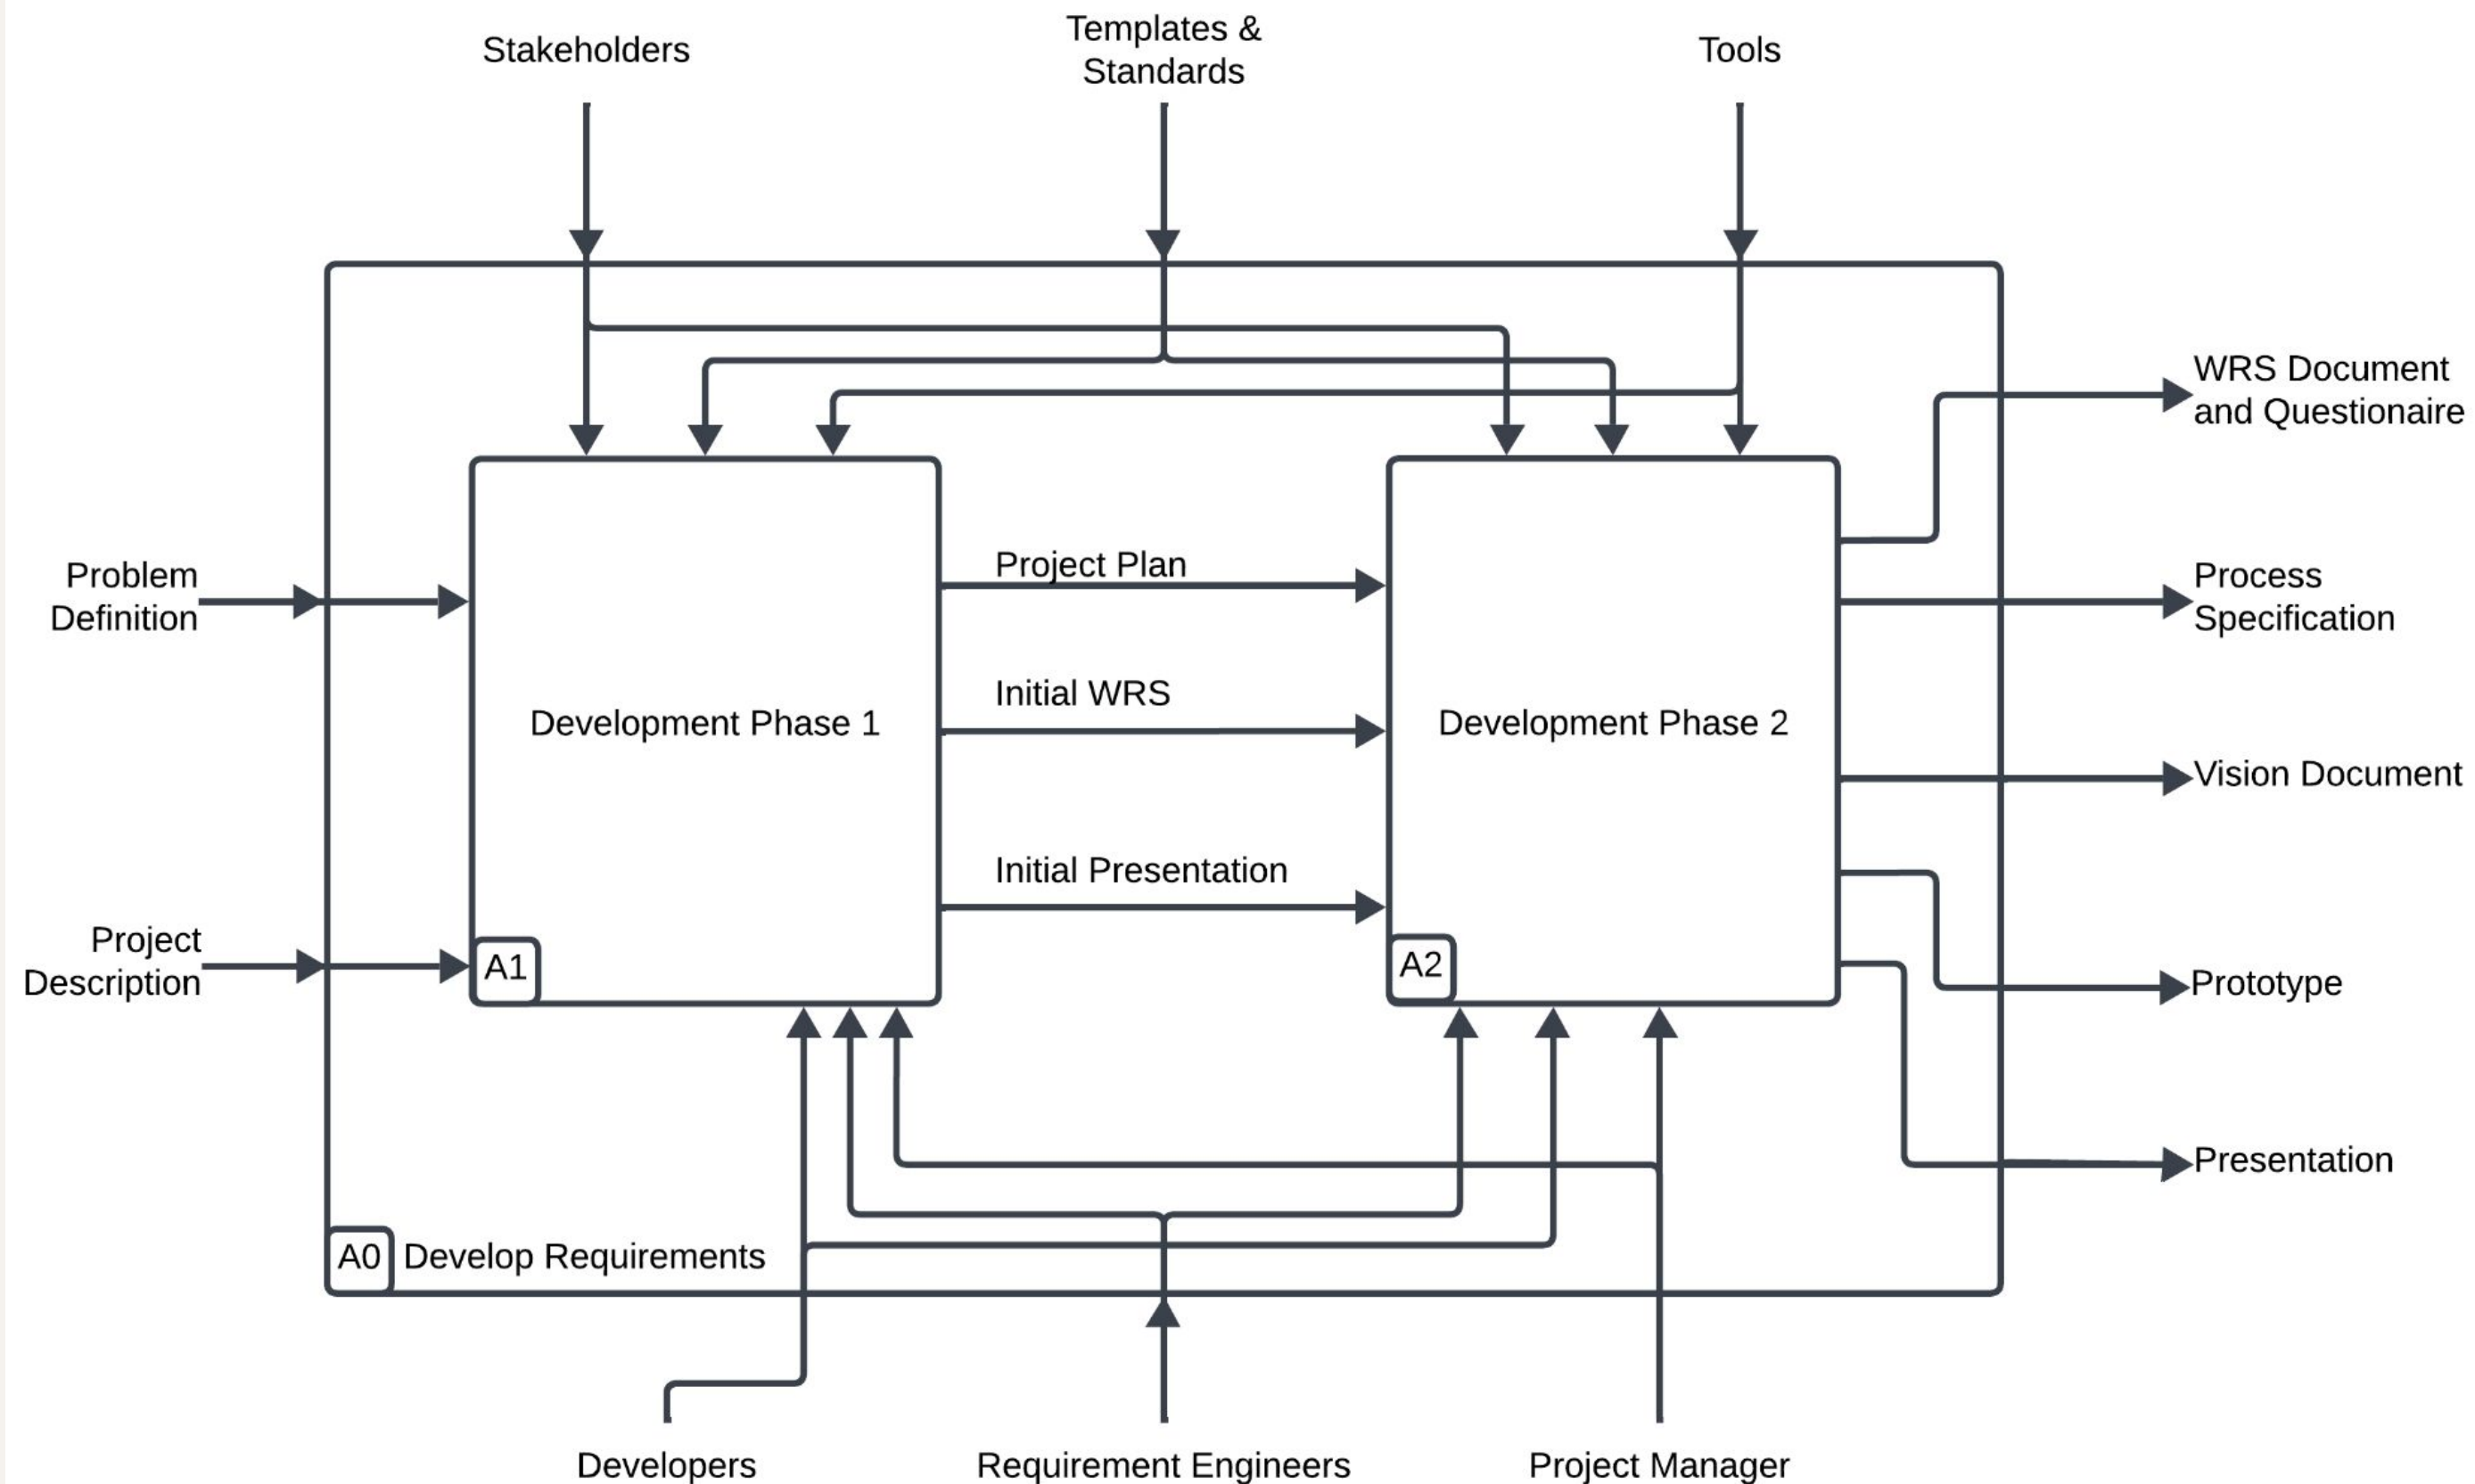 Stakeholders
Templates &
Standards
Tools
WRS Document
and Questionaire
Problem
Definition
Project Plan
Process
Specification
Initial WRS
Development Phase 1
Development Phase 2
Vision Document
Initial Presentation
Project
Description
A1
A2
Prototype
Presentation
A0
Develop Requirements
Developers
Requirement Engineers
Project Manager